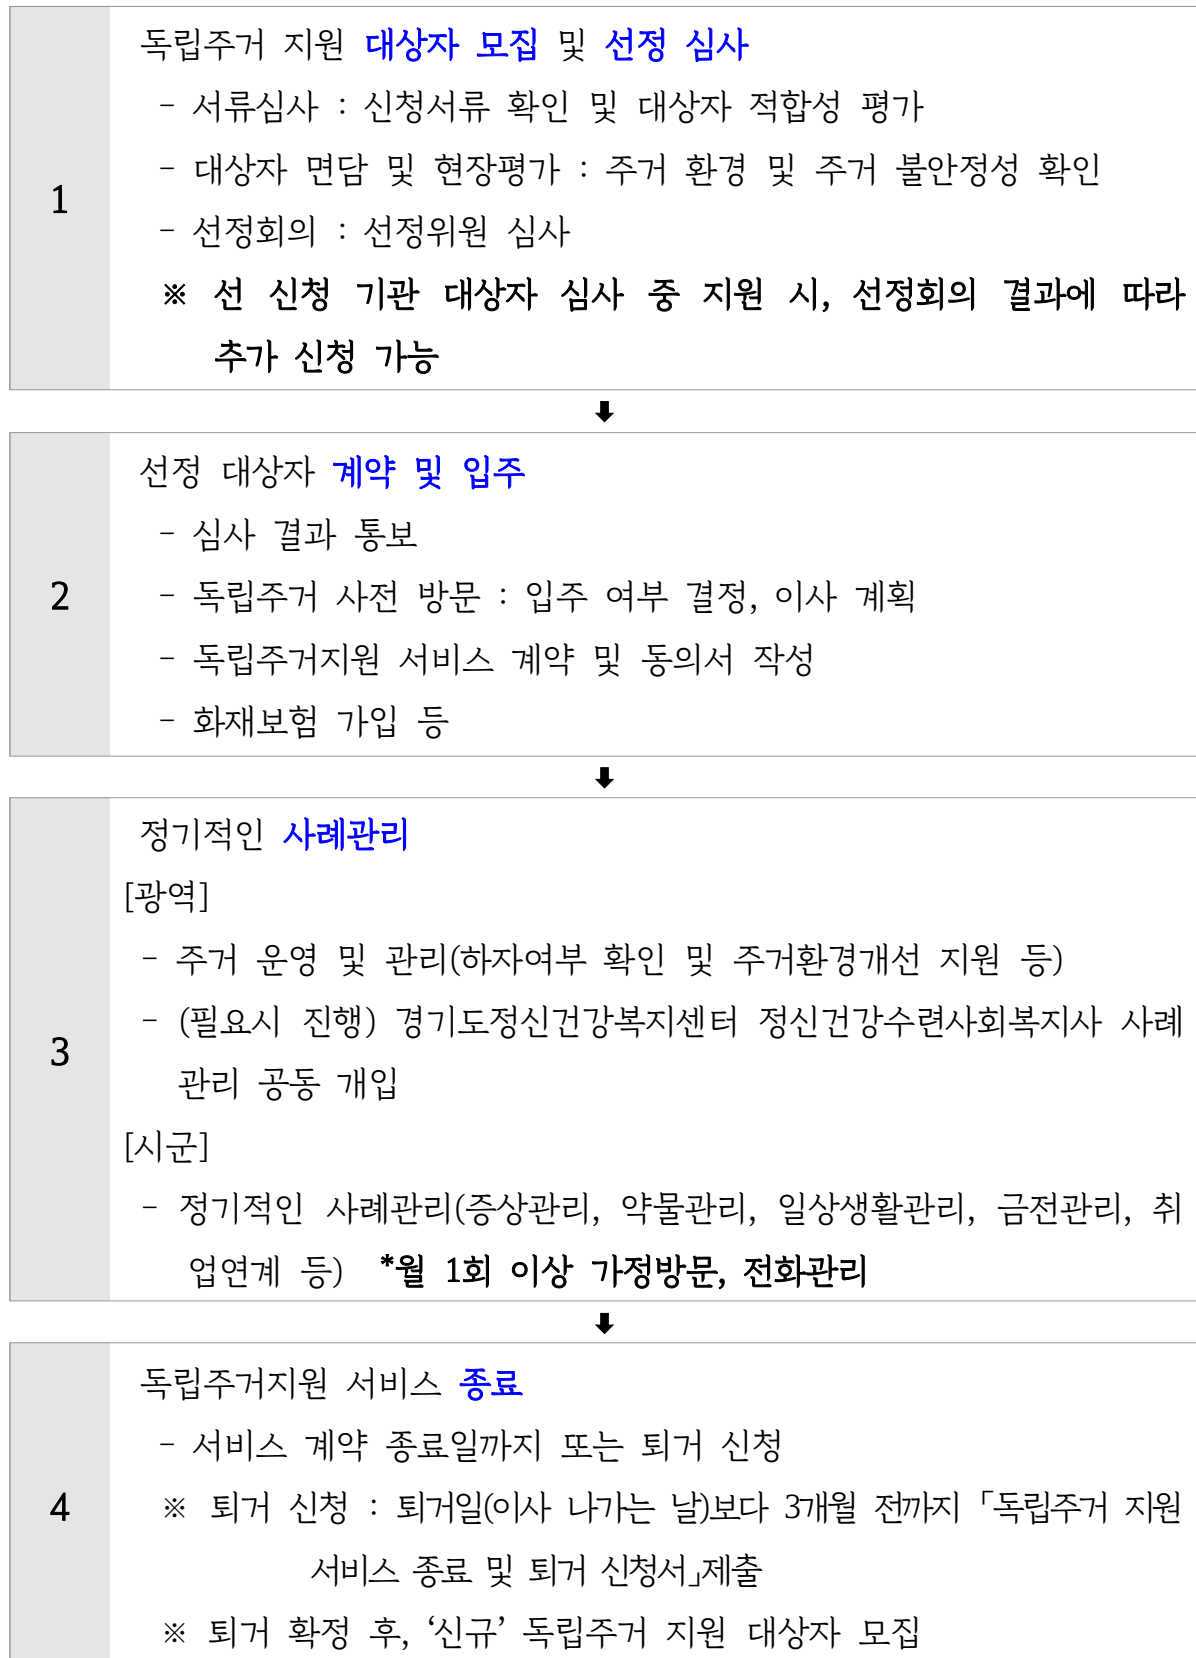 독립주거 지원 대상자 모집 및 선정 심사
- 서류심사 : 신청서류 확인 및 대상자 적합성 평가
- 대상자 면담 및 현장평가 : 주거 환경 및 주거 불안정성 확인
1
- 선정회의 : 선정위원 심사
※ 선 신청 기관 대상자 심사 중 지원 시, 선정회의 결과에 따라
추가 신청 가능
⬇
선정 대상자 계약 및 입주
- 심사 결과 통보
2
- 독립주거 사전 방문 : 입주 여부 결정, 이사 계획
- 독립주거지원 서비스 계약 및 동의서 작성
- 화재보험 가입 등
⬇
정기적인 사례관리
[광역]
- 주거 운영 및 관리(하자여부 확인 및 주거환경개선 지원 등)
- (필요시 진행) 경기도정신건강복지센터 정신건강수련사회복지사 사례
3
관리 공동 개입
[시군]
- 정기적인 사례관리(증상관리, 약물관리, 일상생활관리, 금전관리, 취
업연계 등) *월 1회 이상 가정방문, 전화관리
⬇
독립주거지원 서비스 종료
- 서비스 계약 종료일까지 또는 퇴거 신청
4
※ 퇴거 신청 : 퇴거일(이사 나가는 날)보다 3개월 전까지 「독립주거 지원
서비스 종료 및 퇴거 신청서」제출
※ 퇴거 확정 후, ‘신규’ 독립주거 지원 대상자 모집